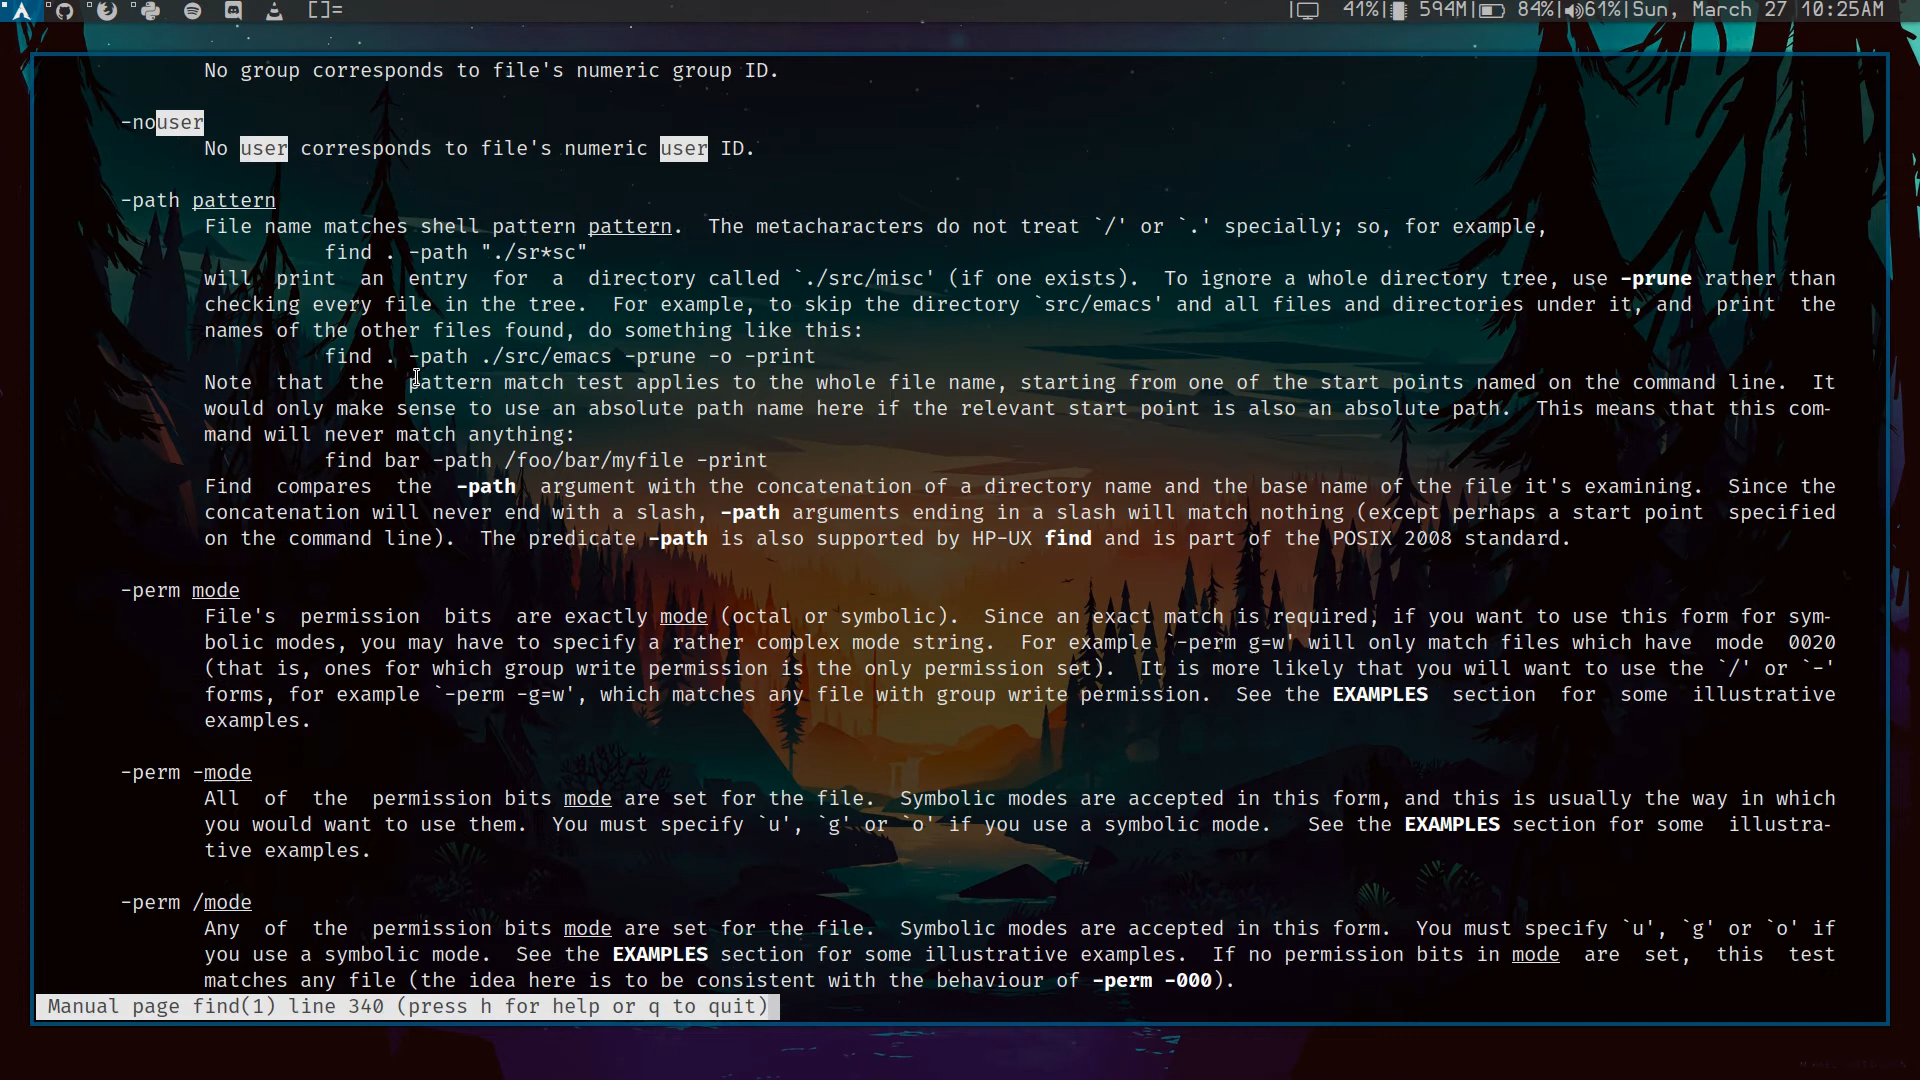 []= | 41%| 594M| 84%| 61%|Sun, March 27 |10:25AM
No group corresponds to file's numeric group ID.
-nouser
No user corresponds to file's numeric user ID.
-path pattern
File name matches shell pattern pattern.  The metacharacters do not treat `/' or `.' specially; so, for example,
find . -path "./sr*sc"
will print an entry for a directory called `./src/misc' (if one exists).  To ignore a whole directory tree, use -prune rather than
checking every file in the tree.  For example, to skip the directory `src/emacs' and all files and directories under it, and print the
names of the other files found, do something like this:
find . -path ./src/emacs -prune -o -print
Note that the pattern match test applies to the whole file name, starting from one of the start points named on the command line.  It
would only make sense to use an absolute path name here if the relevant start point is also an absolute path.  This means that this com-
mand will never match anything:
find bar -path /foo/bar/myfile -print
Find compares the -path argument with the concatenation of a directory name and the base name of the file it's examining.  Since the
concatenation will never end with a slash, -path arguments ending in a slash will match nothing (except perhaps a start point specified
on the command line).  The predicate -path is also supported by HP-UX find and is part of the POSIX 2008 standard.
-perm mode
File's permission bits are exactly mode (octal or symbolic).  Since an exact match is required, if you want to use this form for sym-
bolic modes, you may have to specify a rather complex mode string.  For example `-perm g=w' will only match files which have mode 0020
(that is, ones for which group write permission is the only permission set).  It is more likely that you will want to use the `/' or `-'
forms, for example `-perm -g=w', which matches any file with group write permission.  See the EXAMPLES section for some illustrative
examples.
-perm -mode
All of the permission bits mode are set for the file.  Symbolic modes are accepted in this form, and this is usually the way in which
you would want to use them.  You must specify `u', `g' or `o' if you use a symbolic mode.  See the EXAMPLES section for some illustra-
tive examples.
-perm /mode
Any of the permission bits mode are set for the file.  Symbolic modes are accepted in this form.  You must specify `u', `g' or `o' if
you use a symbolic mode.  See the EXAMPLES section for some illustrative examples.  If no permission bits in mode are set, this test
matches any file (the idea here is to be consistent with the behaviour of -perm -000).
Manual page find(1) line 340 (press h for help or q to quit)